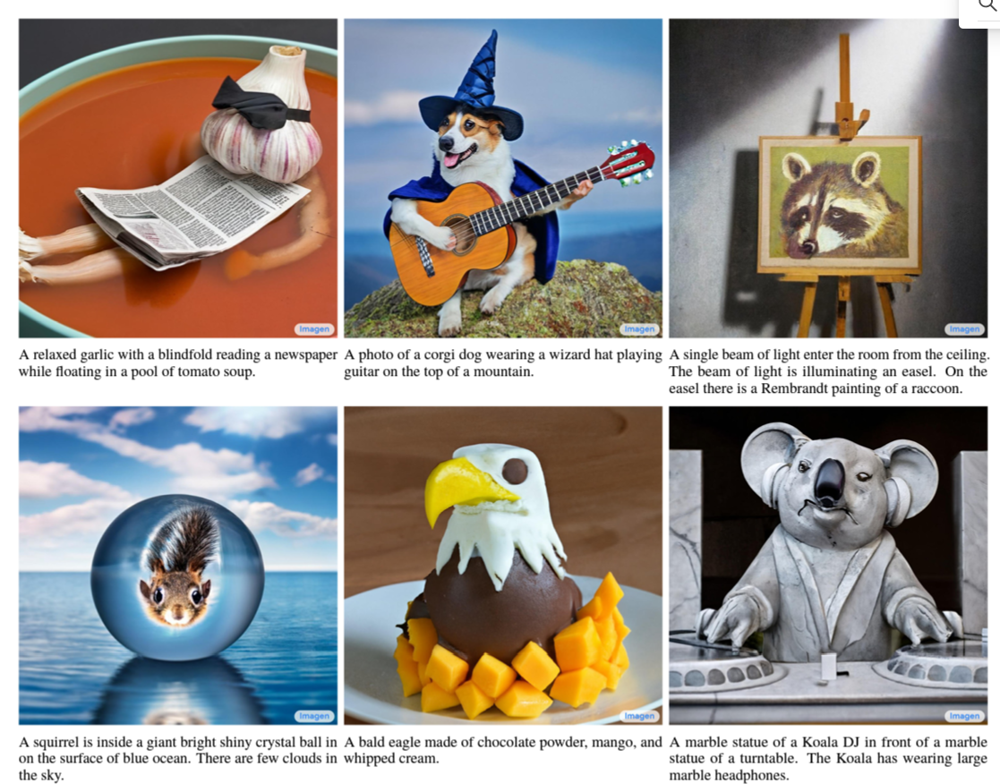 Imagen
Imagen
Imagen
A relaxed garlic with a blindfold reading a newspaper
while floating in a pool of tomato soup.
A photo of a corgi dog wearing a wizard hat playing
guitar on the top of a mountain.
A single beam of light enter the room from the ceiling.
The beam of light is illuminating an easel. On the
easel there is a Rembrandt painting of a raccoon.
Imagen
Imagen
Imagen
A squirrel is inside a giant bright shiny crystal ball in
on the surface of blue ocean. There are few clouds in
the sky.
A bald eagle made of chocolate powder, mango, and
whipped cream.
A marble statue of a Koala DJ in front of a marble
statue of a turntable. The Koala has wearing large
marble headphones.